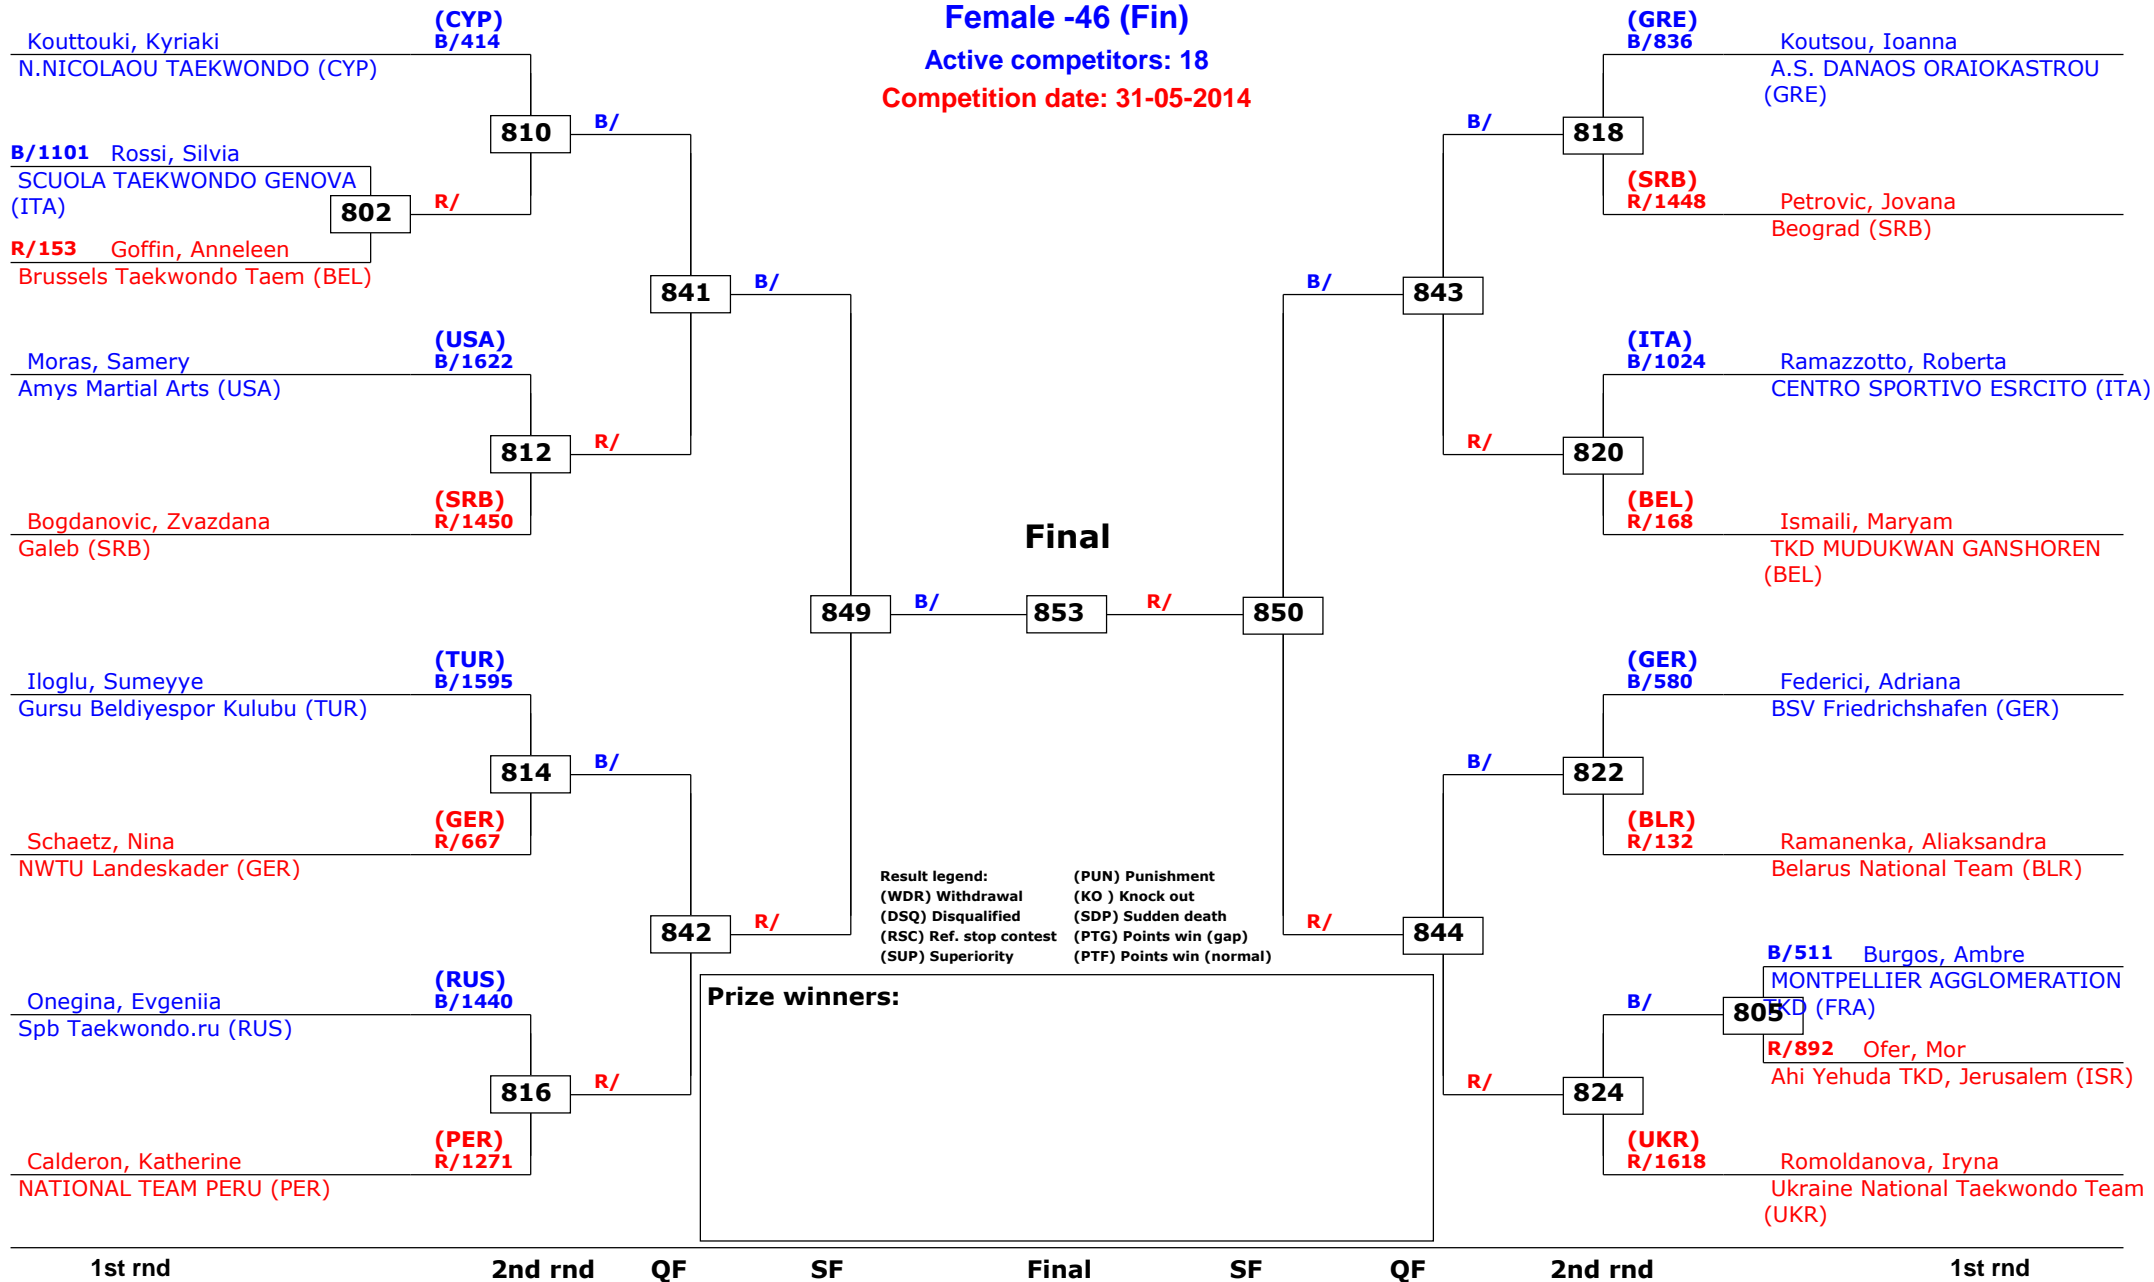 Female -46 (Fin)
Active competitors: 18
Competition date: 31-05-2014
(CYP)
Kouttouki, Kyriaki B/414
N.NICOLAOU TAEKWONDO (CYP)
810
B/
B/1101 Rossi, Silvia
SCUOLA TAEKWONDO GENOVA
(ITA)
802
R/
R/153 Goffin, Anneleen
Brussels Taekwondo Taem (BEL)
841
B/
(USA)
Moras, Samery B/1622
Amys Martial Arts (USA)
812
R/
(SRB)
Bogdanovic, Zvazdana R/1450
Galeb (SRB)
849
B/
(TUR)
Iloglu, Sumeyye B/1595
Gursu Beldiyespor Kulubu (TUR)
814
B/
(GER)
Schaetz, Nina R/667
NWTU Landeskader (GER)
842
R/
(RUS)
Onegina, Evgeniia B/1440
Spb Taekwondo.ru (RUS)
816
R/
(PER)
Calderon, Katherine R/1271
NATIONAL TEAM PERU (PER)
Final
853
R/
850
(GRE)
B/836 Koutsou, Ioanna
A.S. DANAOS ORAIOKASTROU
(GRE)
B/
818
(SRB)
R/1448 Petrovic, Jovana
Beograd (SRB)
B/
843
(ITA)
B/1024 Ramazzotto, Roberta
CENTRO SPORTIVO ESRCITO (ITA)
R/
820
(BEL)
R/168 Ismaili, Maryam
TKD MUDUKWAN GANSHOREN
(BEL)
(GER)
B/580 Federici, Adriana
BSV Friedrichshafen (GER)
B/
822
(BLR)
R/132 Ramanenka, Aliaksandra
Belarus National Team (BLR)
R/
844
B/511 Burgos, Ambre
MONTPELLIER AGGLOMERATION
TKD (FRA)
B/
805
R/892 Ofer, Mor
Ahi Yehuda TKD, Jerusalem (ISR)
R/
824
(UKR)
R/1618 Romoldanova, Iryna
Ukraine National Taekwondo Team
(UKR)
Result legend: (PUN) Punishment
(WDR) Withdrawal (KO ) Knock out
(DSQ) Disqualified (SDP) Sudden death
(RSC) Ref. stop contest (PTG) Points win (gap)
(SUP) Superiority (PTF) Points win (normal)
Prize winners:
1st rnd 2nd rnd QF SF Final SF QF 2nd rnd 1st rnd